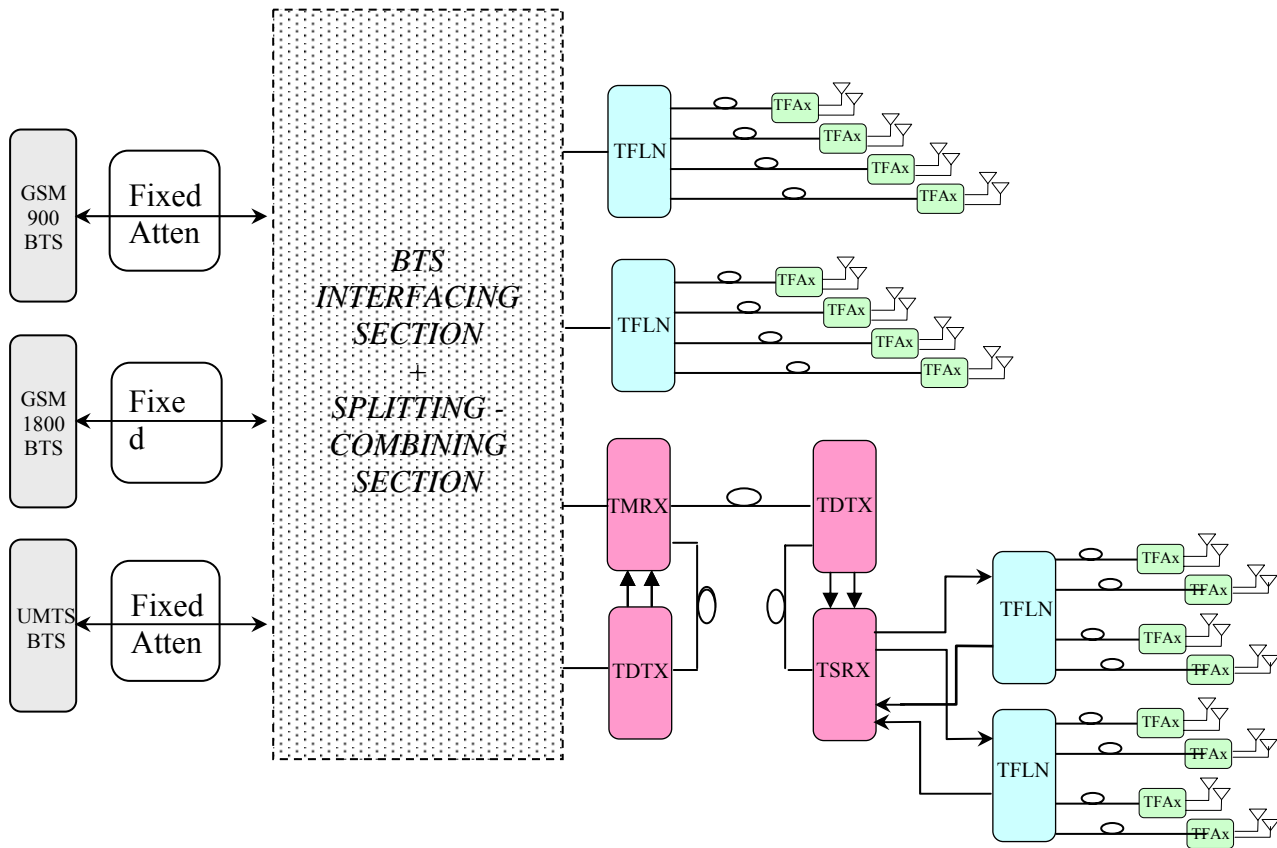 GSM
900
BTS
Fixed
Atten
GSM
1800
BTS
Fixe
d
UMTS
BTS
Fixed
Atten
BTS
INTERFACING
SECTION
+
SPLITTING -
COMBINING
SECTION
TFLN
TFAx
TFAx
TFAx
TFAx
TFLN
TFAx
TFAx
TFAx
TFAx
TMRX
TDTX
TDTX
TSRX
TFLN
TFAx
TFAx
TFAx
TFAx
TFLN
TFAx
TFAx
TFAx
TFAx